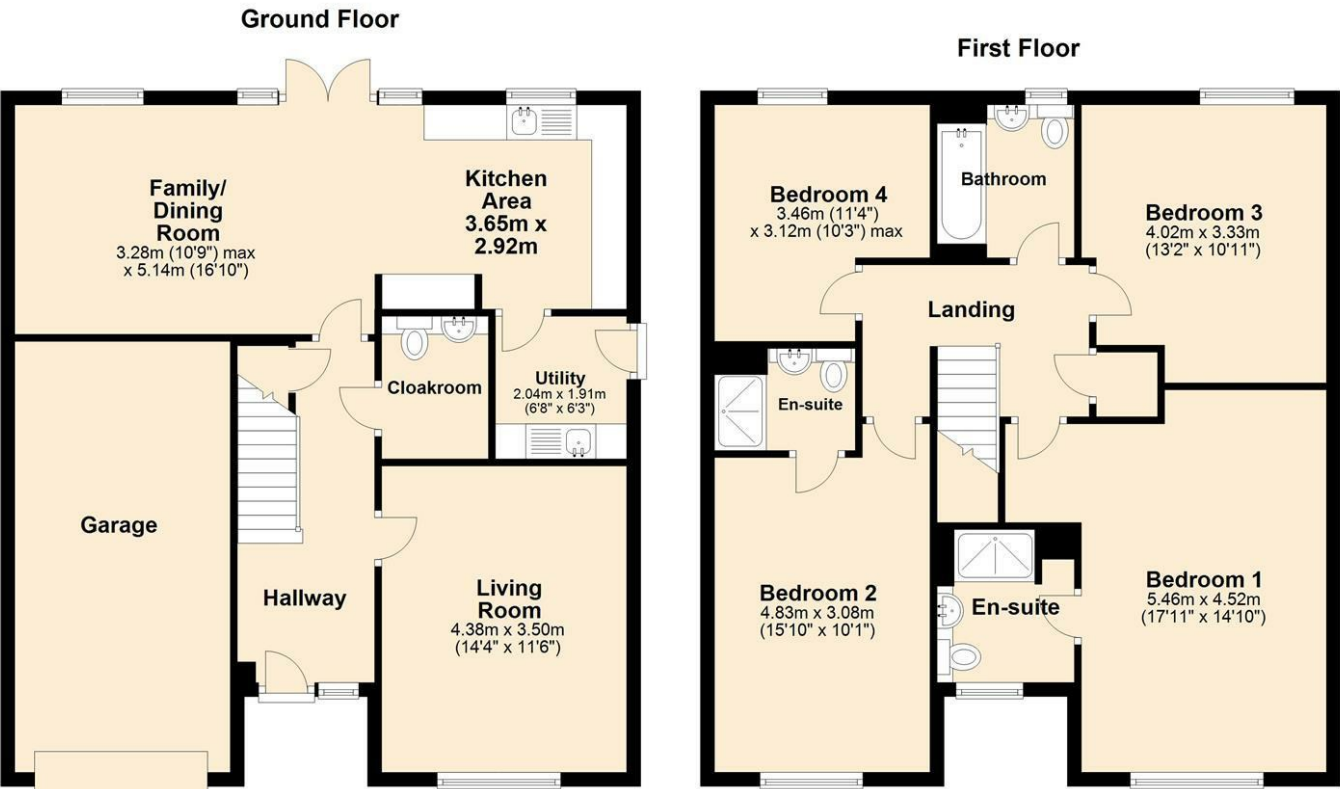 Ground Floor
Family/
Dining
Room
3.28m (10'9") max
x 5.14m (16'10")
Kitchen
Area
3.65m x
2.92m
Cloakroom
Utility
2.04m x 1.91m
(6'8" x 6'3")
Garage
Hallway
Living
Room
4.38m x 3.50m
(14'4" x 11'6")
First Floor
Bedroom 4
3.46m (11'4")
x 3.12m (10'3") max
Bathroom
Bedroom 3
4.02m x 3.33m
(13'2" x 10'11")
Landing
En-suite
Bedroom 2
4.83m x 3.08m
(15'10" x 10'1")
En-suite
Bedroom 1
5.46m x 4.52m
(17'11" x 14'10")